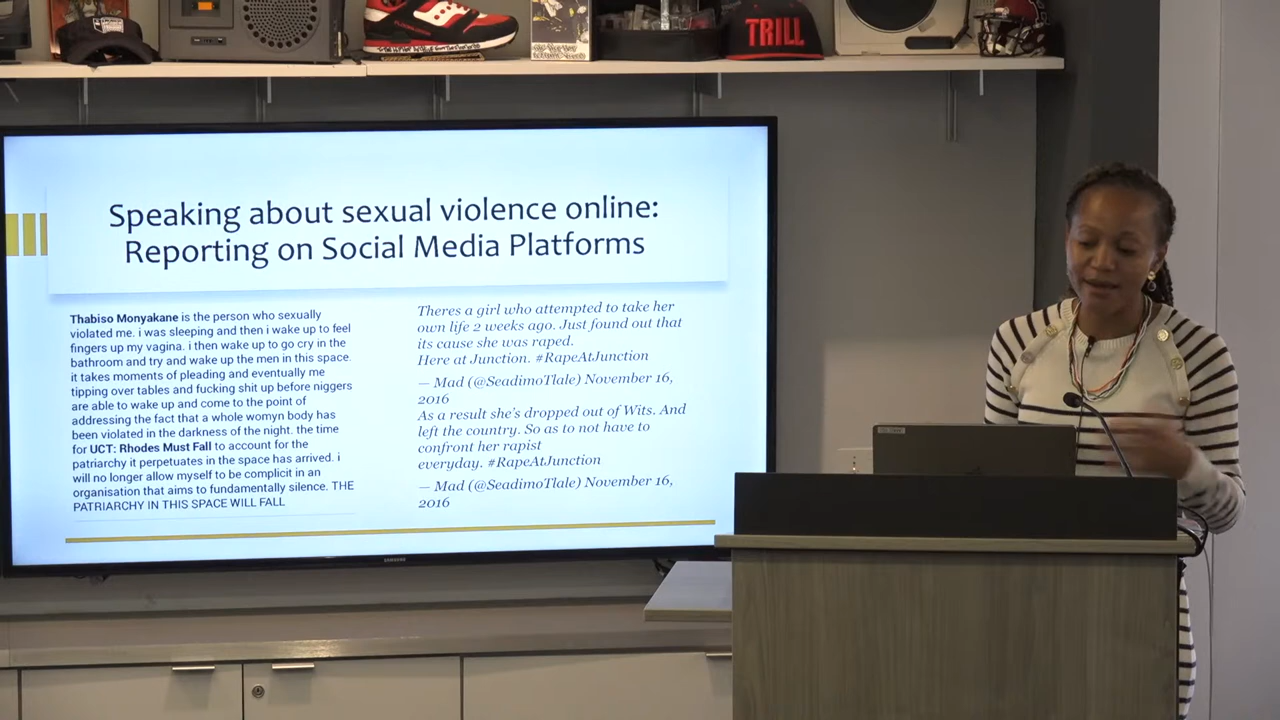 TRILL
Speaking about sexual violence online:
Reporting on Social Media Platforms
Thabiso Monyakane is the person who sexually
violated me. i was sleeping and then i wake up to feel
fingers up my vagina. i then wake up to go cry in the
bathroom and try and wake up the men in this space.
it takes moments of pleading and eventually me
tipping over tables and fucking shit up before niggers
are able to wake up and come to the point of
addressing the fact that a whole womyn body has
been violated in the darkness of the night. the time
for UCT: Rhodes Must Fall to account for the
patriarchy it perpetuates in the space has arrived. i
will no longer allow myself to be complicit in an
organisation that aims to fundamentally silence. THE
PATRIARCHY IN THIS SPACE WILL FALL
Theres a girl who attempted to take her
own life 2 weeks ago. Just found out that
its cause she was raped.
Here at Junction. #RapeAtJunction
— Mad (@SeadimoTlale) November 16,
2016
As a result she's dropped out of Wits. And
left the country. So as to not have to
confront her rapist
everyday. #RapeAtJunction
— Mad (@SeadimoTlale) November 16,
2016
SAMSUNG